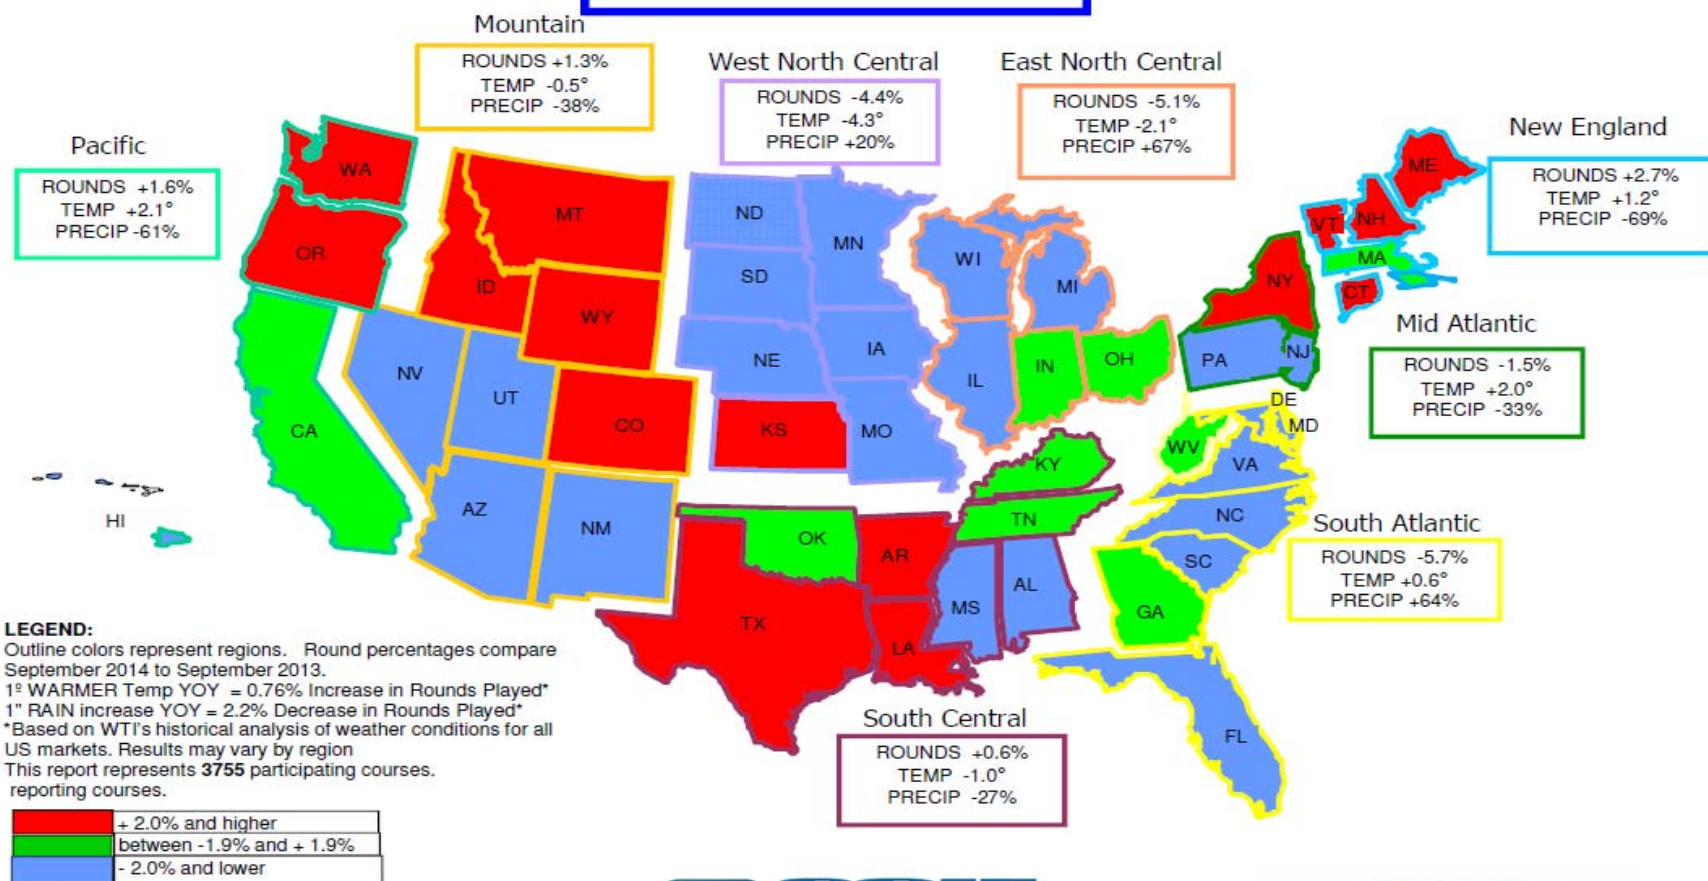 Mountain
ROUNDS +1.3%
TEMP -0.5°
PRECIP -38%
West North Central
ROUNDS -4.4%
TEMP -4.3°
PRECIP +20%
East North Central
ROUNDS -5.1%
TEMP -2.1°
PRECIP +67%
New England
ROUNDS +2.7%
TEMP +1.2°
PRECIP -69%
Pacific
ROUNDS +1.6%
TEMP +2.1°
PRECIP -61%
Mid Atlantic
ROUNDS -1.5%
TEMP +2.0°
PRECIP -33%
South Atlantic
ROUNDS -5.7%
TEMP +0.6°
PRECIP +64%
South Central
ROUNDS +0.6%
TEMP -1.0°
PRECIP -27%
WA
OR
CA
HI
MT
ID
WY
NV
UT
CO
AZ
NM
ND
SD
NE
KS
MN
IA
MO
WI
MI
IL
IN
OH
KY
TN
OK
AR
TX
LA
MS
AL
ME
VT
NH
MA
CT
NY
PA
NJ
DE
MD
WV
VA
NC
SC
GA
FL
LEGEND:
Outline colors represent regions. Round percentages compare
September 2014 to September 2013.
1º WARMER Temp YOY = 0.76% Increase in Rounds Played*
1" RAIN increase YOY = 2.2% Decrease in Rounds Played*
*Based on WTI's historical analysis of weather conditions for all
US markets. Results may vary by region
This report represents 3755 participating courses.
reporting courses.
+ 2.0% and higher
between -1.9% and + 1.9%
- 2.0% and lower